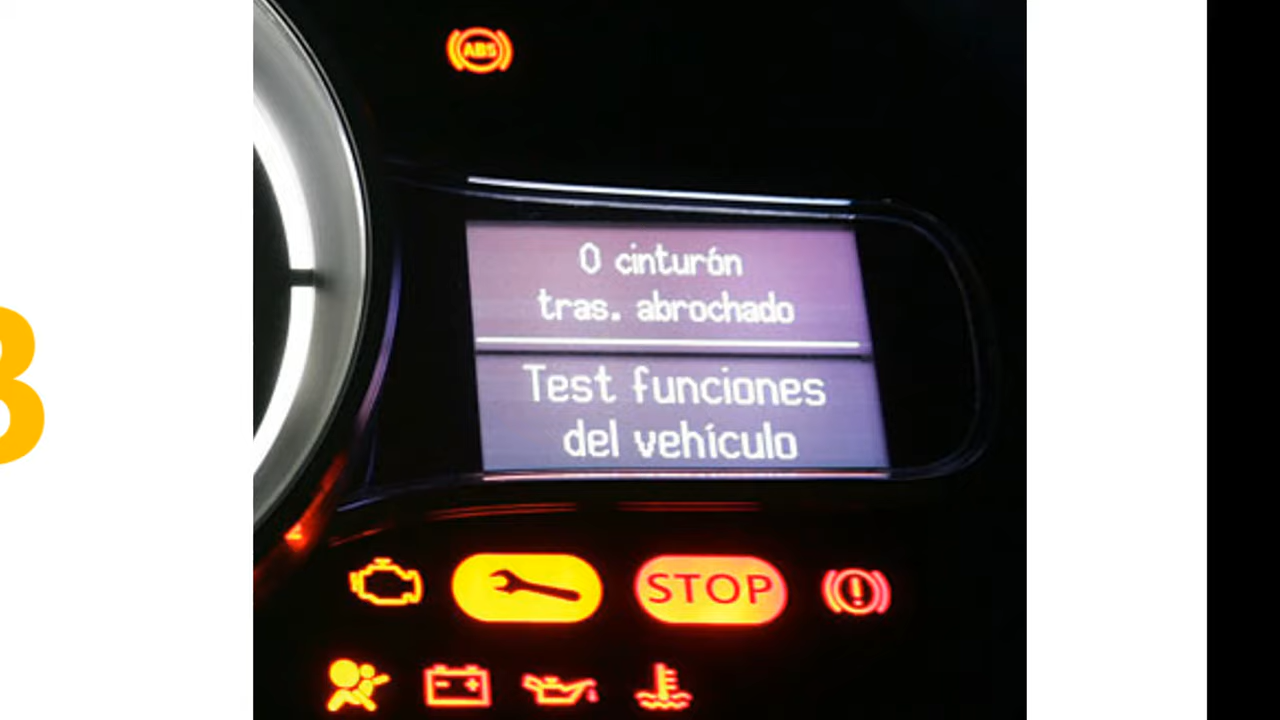 ABS
0 cinturón
tras. abrochado
Test funciones
del vehículo
STOP